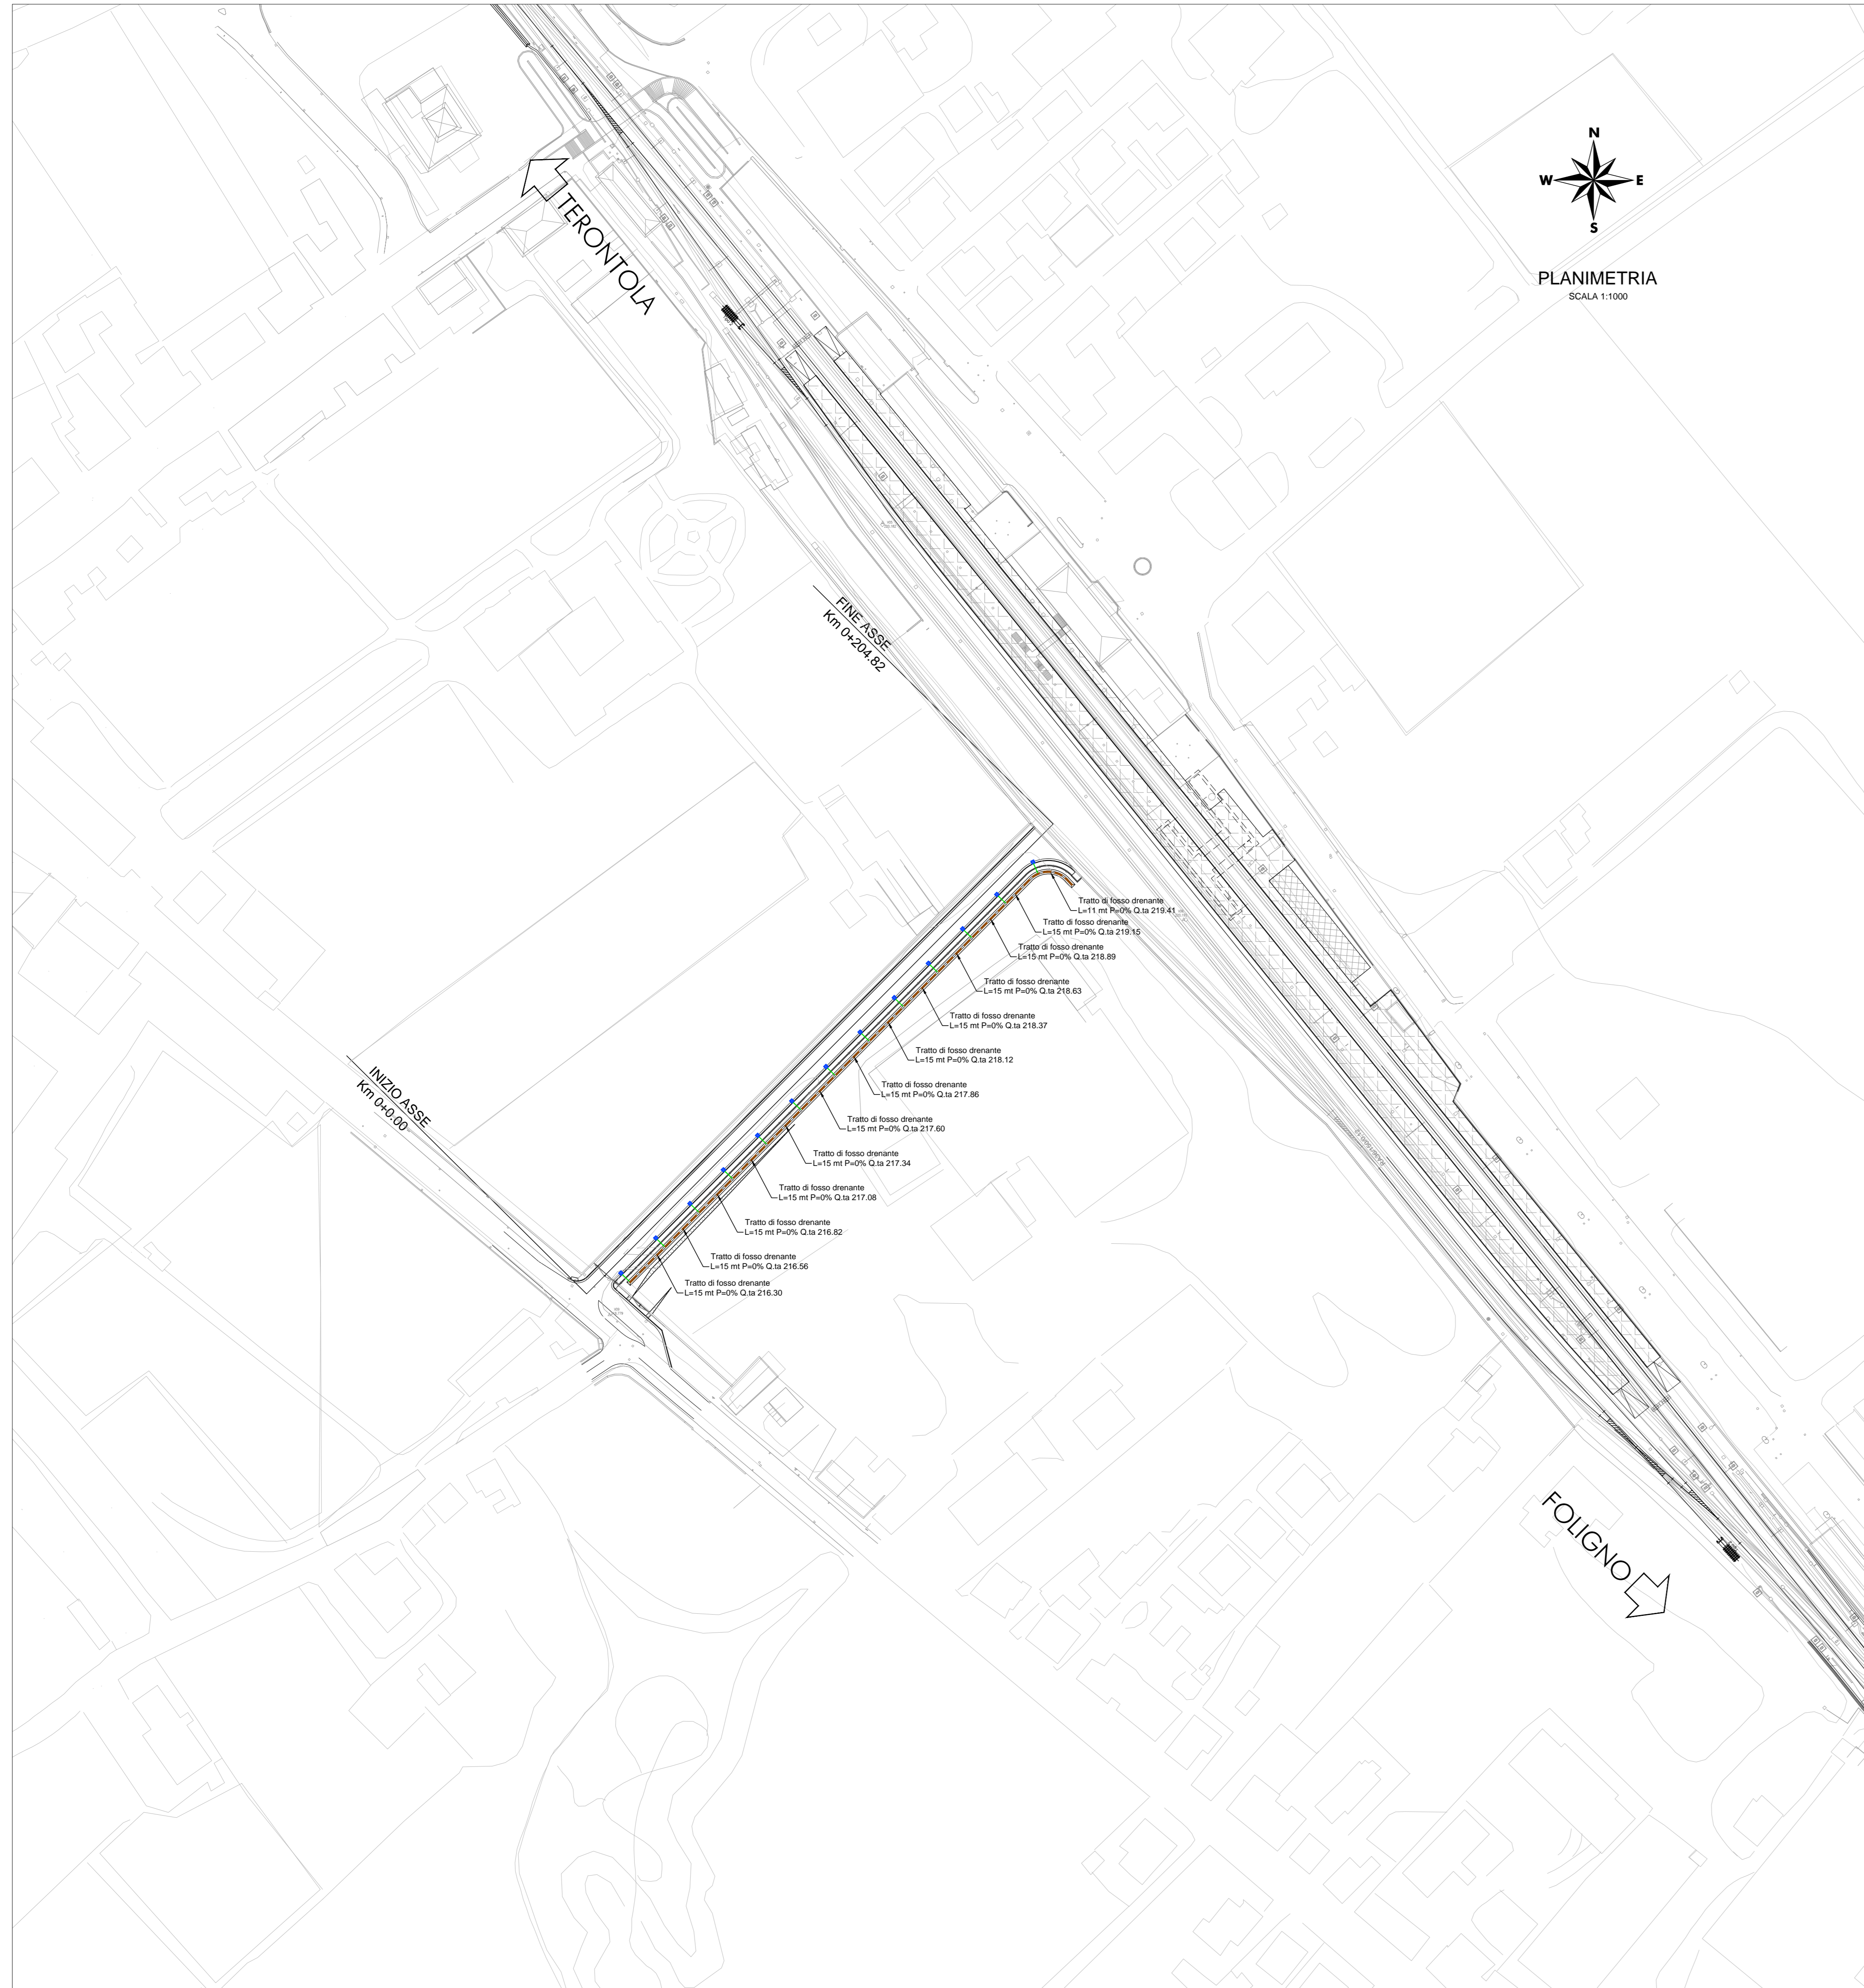 N
W E
S
PLANIMETRIA
SCALA 1:1000
TERONTOLA
FINE ASSE
Km 0+204.82
INIZIO ASSE
Km 0+0.00
Tratto di fosso drenante
L=11 mt P=0% Q.ta 219.41
Tratto di fosso drenante
L=15 mt P=0% Q.ta 219.15
Tratto di fosso drenante
L=15 mt P=0% Q.ta 218.89
Tratto di fosso drenante
L=15 mt P=0% Q.ta 218.63
Tratto di fosso drenante
L=15 mt P=0% Q.ta 218.37
Tratto di fosso drenante
L=15 mt P=0% Q.ta 218.12
Tratto di fosso drenante
L=15 mt P=0% Q.ta 217.86
Tratto di fosso drenante
L=15 mt P=0% Q.ta 217.60
Tratto di fosso drenante
L=15 mt P=0% Q.ta 217.34
Tratto di fosso drenante
L=15 mt P=0% Q.ta 217.08
Tratto di fosso drenante
L=15 mt P=0% Q.ta 216.82
Tratto di fosso drenante
L=15 mt P=0% Q.ta 216.56
Tratto di fosso drenante
L=15 mt P=0% Q.ta 216.30
FOLIGNO